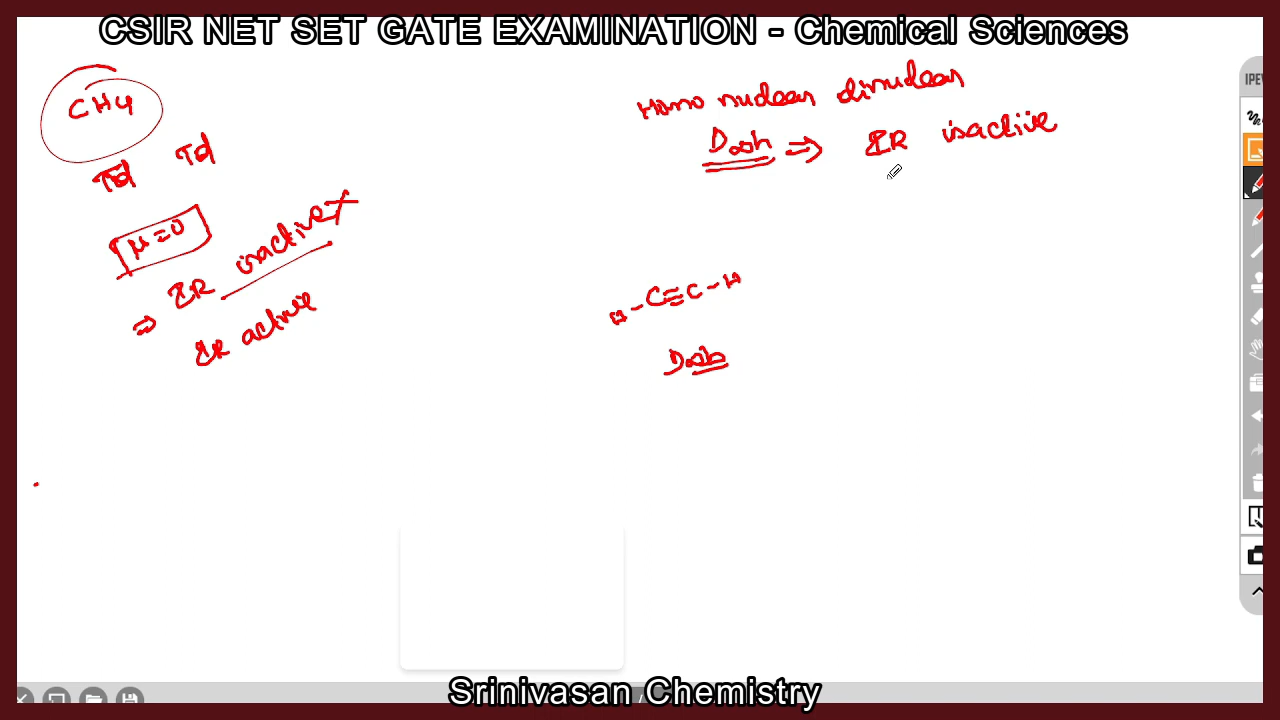 CSIR NET SET GATE EXAMINATION - Chemical Sciences
CH4
Td Td
μ=0
⇒ IR inactive X
IR active
Homo nuclear dinuclear
D∞h ⇒ IR inactive
H-C≡C-H
D∞h
IPEV
Srinivasan Chemistry